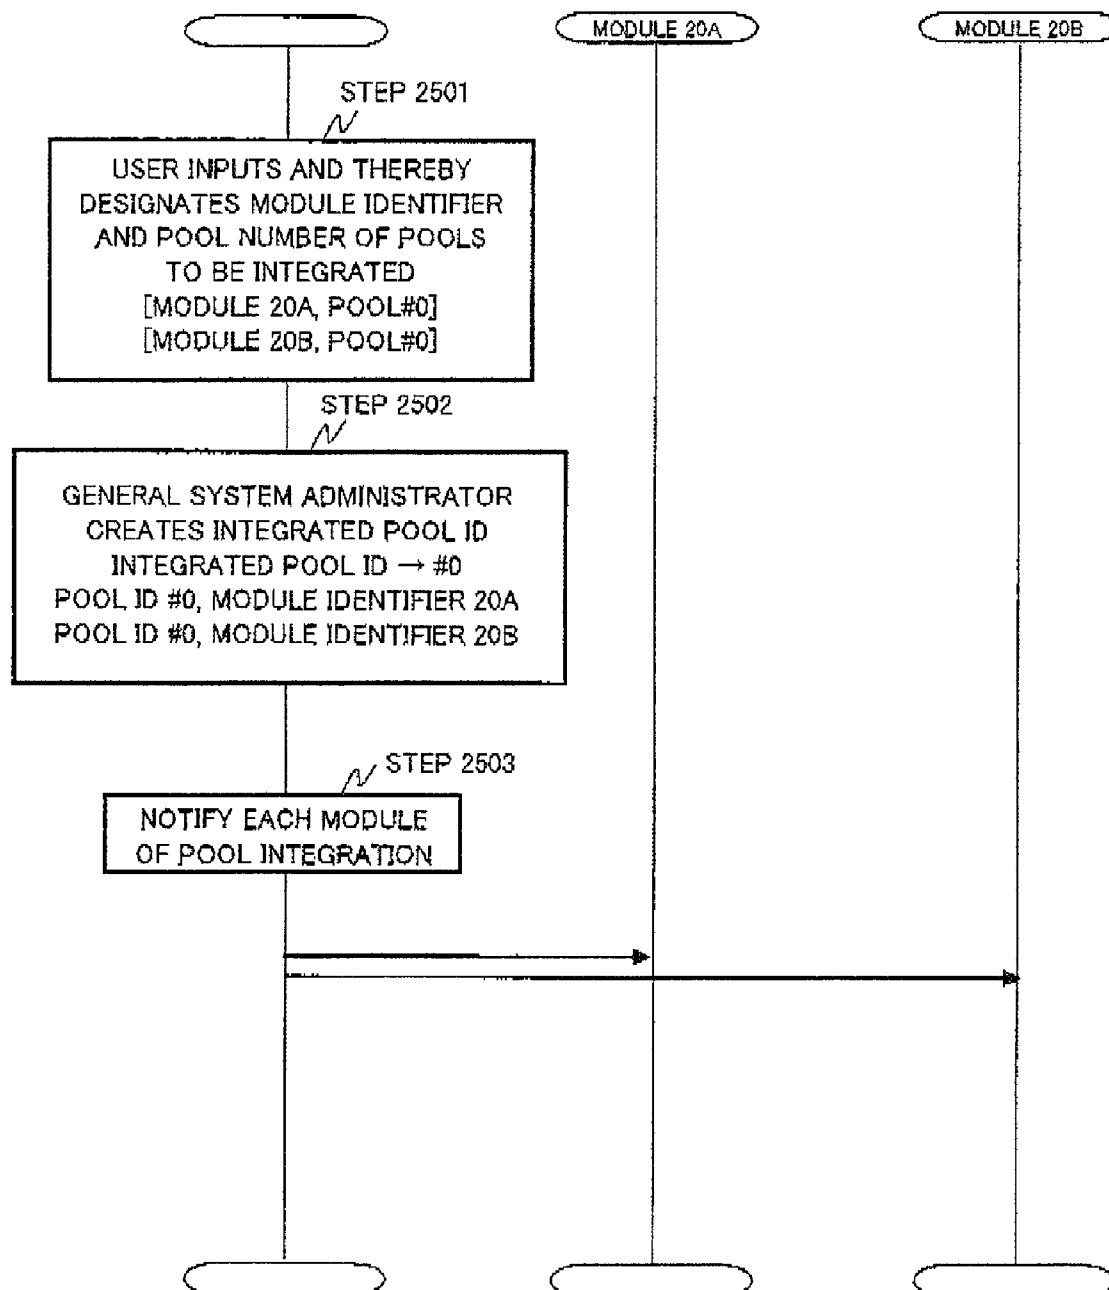 MODULE 20A
MODULE 20B
STEP 2501
USER INPUTS AND THEREBY
DESIGNATES MODULE IDENTIFIER
AND POOL NUMBER OF POOLS
TO BE INTEGRATED
[MODULE 20A, POOL#0]
[MODULE 20B, POOL#0]
STEP 2502
GENERAL SYSTEM ADMINISTRATOR
CREATES INTEGRATED POOL ID
INTEGRATED POOL ID → #0
POOL ID #0, MODULE IDENTIFIER 20A
POOL ID #0, MODULE IDENTIFIER 20B
STEP 2503
NOTIFY EACH MODULE
OF POOL INTEGRATION